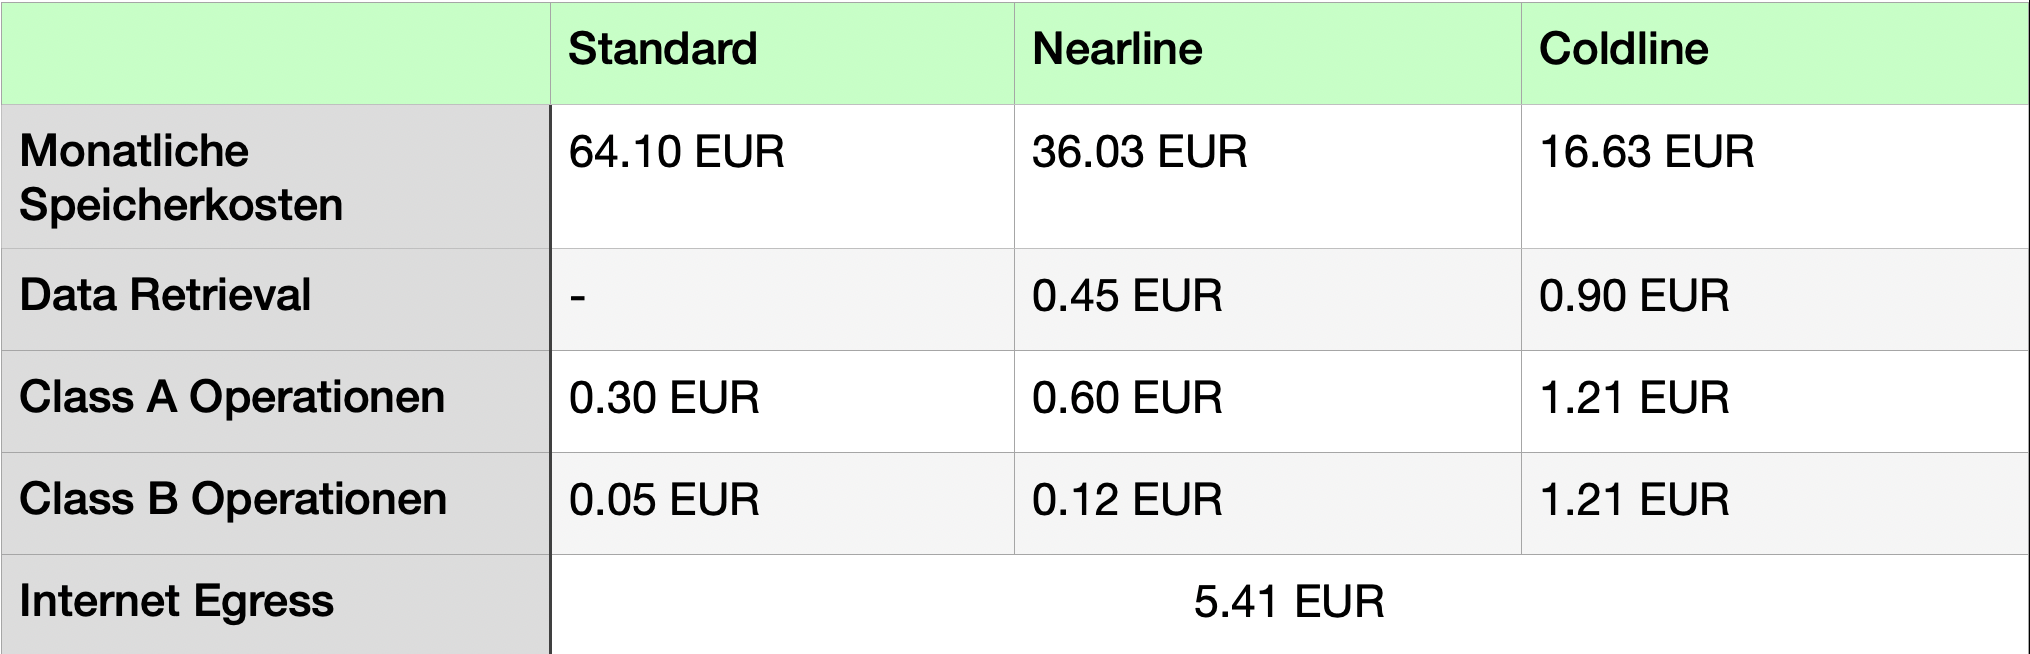 Standard Nearline Coldline
Monatliche 64.10 EUR 36.03 EUR 16.63 EUR
Speicherkosten
Data Retrieval - 0.45 EUR 0.90 EUR
Class A Operationen 0.30 EUR 0.60 EUR 1.21 EUR
Class B Operationen 0.05 EUR 0.12 EUR 1.21 EUR
Internet Egress 5.41 EUR